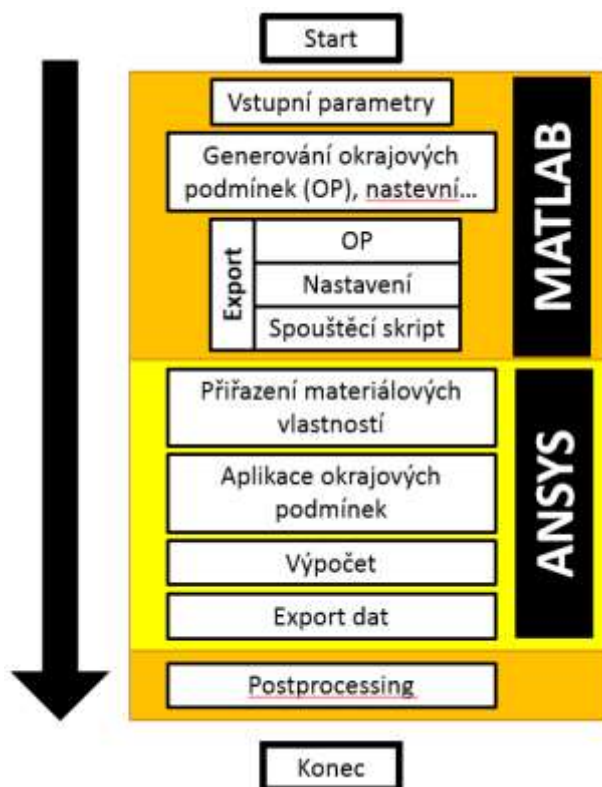 Start
Vstupní parametry
Generování okrajových
podmínek (OP), nastevní...
Export
OP
Nastavení
Spouštěcí skript
MATLAB
Přiřazení materiálových
vlastností
Aplikace okrajových
podmínek
Výpočet
Export dat
ANSYS
Postprocessing
Konec